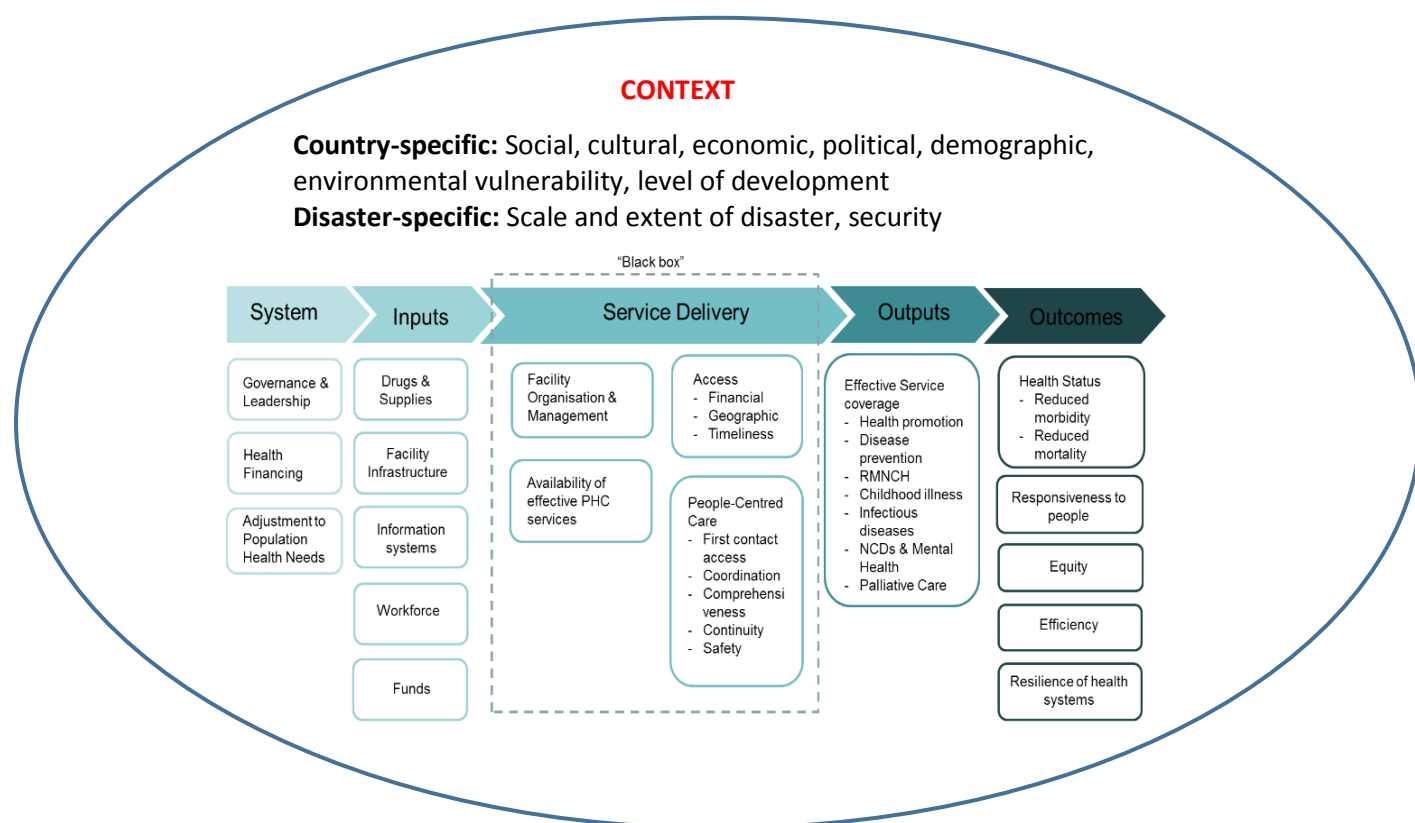 CONTEXT
Country-specific: Social, cultural, economic, political, demographic,
environmental vulnerability, level of development
Disaster-specific: Scale and extent of disaster, security
“Black box”
System
Inputs
Service Delivery
Outputs
Outcomes
Governance &
Leadership
Health
Financing
Adjustment to
Population
Health Needs
Drugs &
Supplies
Facility
Infrastructure
Information
systems
Workforce
Funds
Facility
Organisation &
Management
Availability of
effective PHC
services
Access
- Financial
- Geographic
- Timeliness
People-Centred
Care
- First contact
access
- Coordination
- Comprehensi
veness
- Continuity
- Safety
Effective Service
coverage
- Health promotion
- Disease
prevention
- RMNCH
- Childhood illness
- Infectious
diseases
- NCDs & Mental
Health
- Palliative Care
Health Status
- Reduced
morbidity
- Reduced
mortality
Responsiveness to
people
Equity
Efficiency
Resilience of health
systems